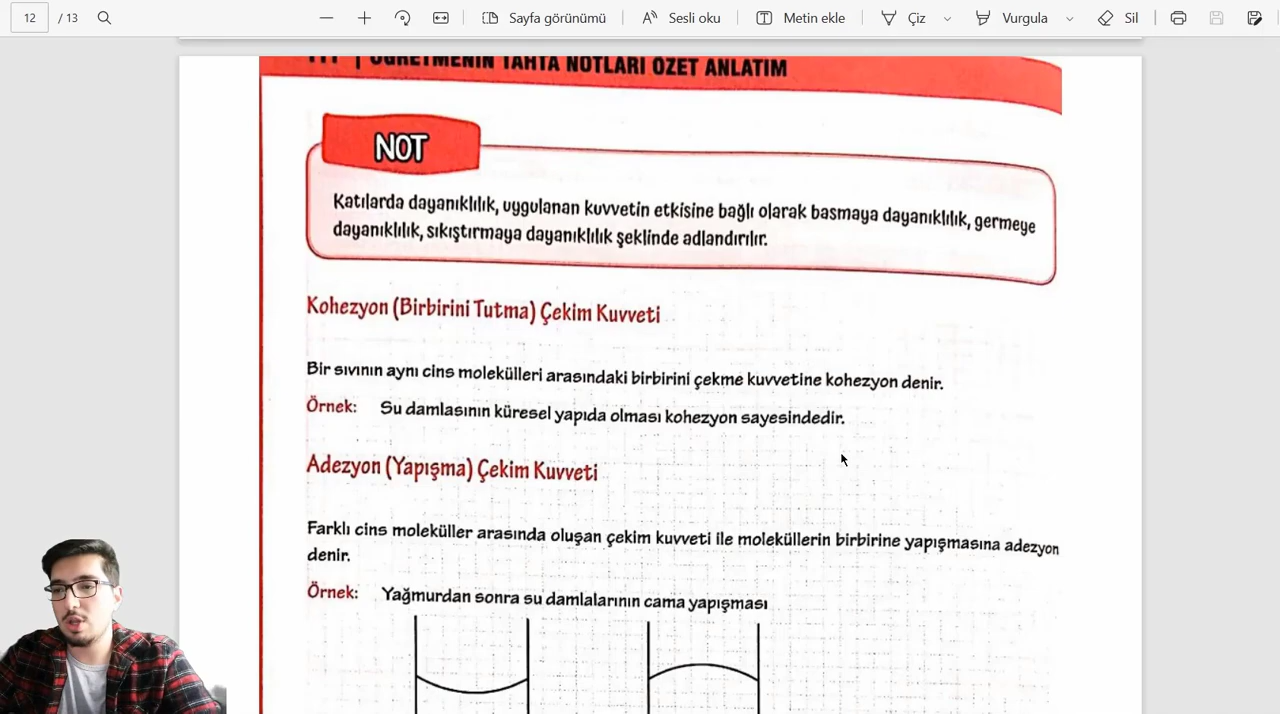 12 / 13 Sayfa görünümü Sesli oku Metin ekle Çiz Vurgula Sil
ÖĞRETMENİN TAHTA NOTLARI ÖZET ANLATIM
NOT
Katılarda dayanıklılık, uygulanan kuvvetin etkisine bağlı olarak basmaya dayanıklılık, germeye
dayanıklılık, sıkıştırmaya dayanıklılık şeklinde adlandırılır.
Kohezyon (Birbirini Tutma) Çekim Kuvveti
Bir sıvının aynı cins molekülleri arasındaki birbirini çekme kuvvetine kohezyon denir.
Örnek: Su damlasının küresel yapıda olması kohezyon sayesindedir.
Adezyon (Yapışma) Çekim Kuvveti
Farklı cins moleküller arasında oluşan çekim kuvveti ile moleküllerin birbirine yapışmasına adezyon
denir.
Örnek: Yağmurdan sonra su damlalarının cama yapışması